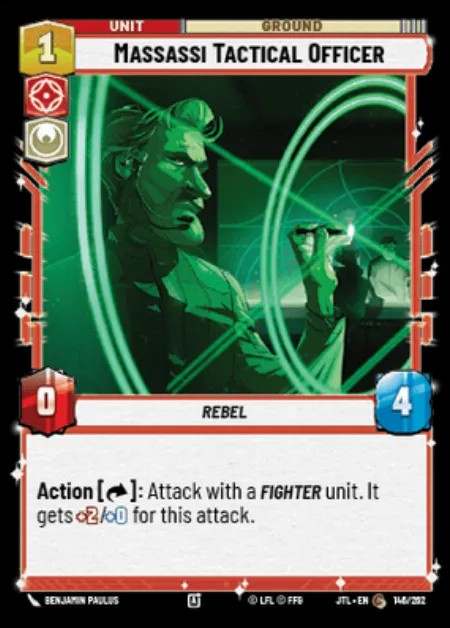 UNIT GROUND
1 MASSASSI TACTICAL OFFICER
0 REBEL 4
Action [ ]: Attack with a FIGHTER unit. It
gets +2/+0 for this attack.
BENJAMIN PAULUS A © LFL © FFG JTL • EN C 146/262